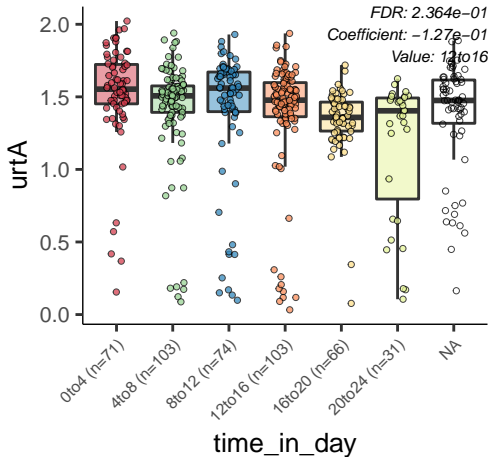 FDR: 2.364e−01
Coefficient: −1.27e−01
Value: 12to16
2.0
1.5
1.0
0.5
0.0
urtA
0to4 (n=71)
4to8 (n=103)
8to12 (n=74)
12to16 (n=103)
16to20 (n=66)
20to24 (n=31)
NA
time_in_day